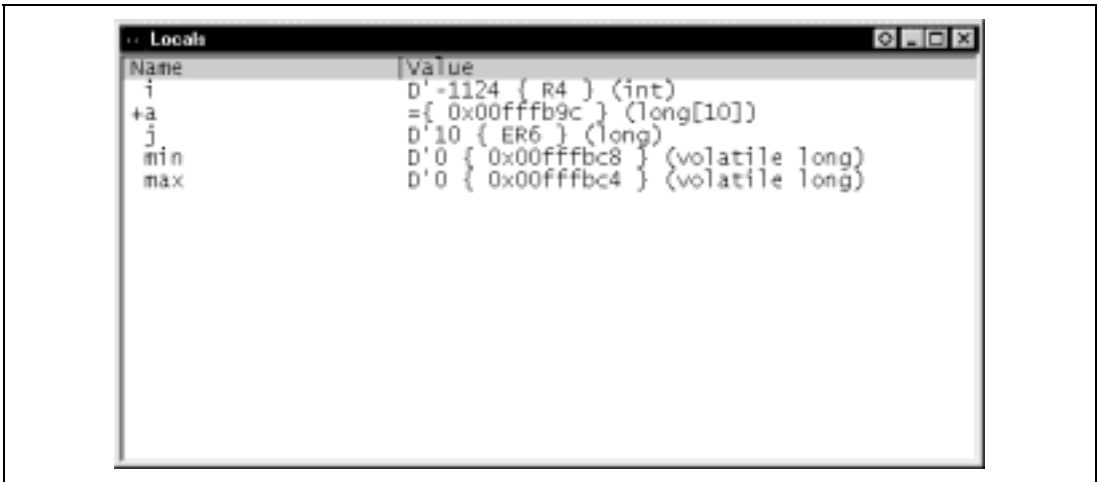 Locals
Name Value
i D'-1124 { R4 } (int)
+a ={ 0x00fffb9c } (long[10])
j D'10 { ER6 } (long)
min D'0 { 0x00fffbc8 } (volatile long)
max D'0 { 0x00fffbc4 } (volatile long)